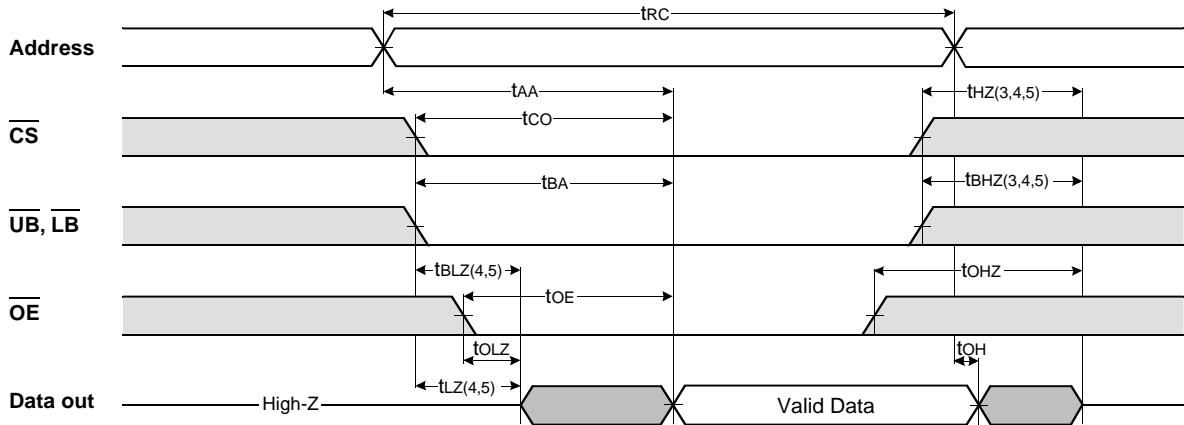 tRC
Address
tAA
tHZ(3,4,5)
CS
tCO
tBA
tBHZ(3,4,5)
UB, LB
tBLZ(4,5)
tOHZ
OE
tOE
tOLZ
tOH
tLZ(4,5)
Data out
High-Z
Valid Data